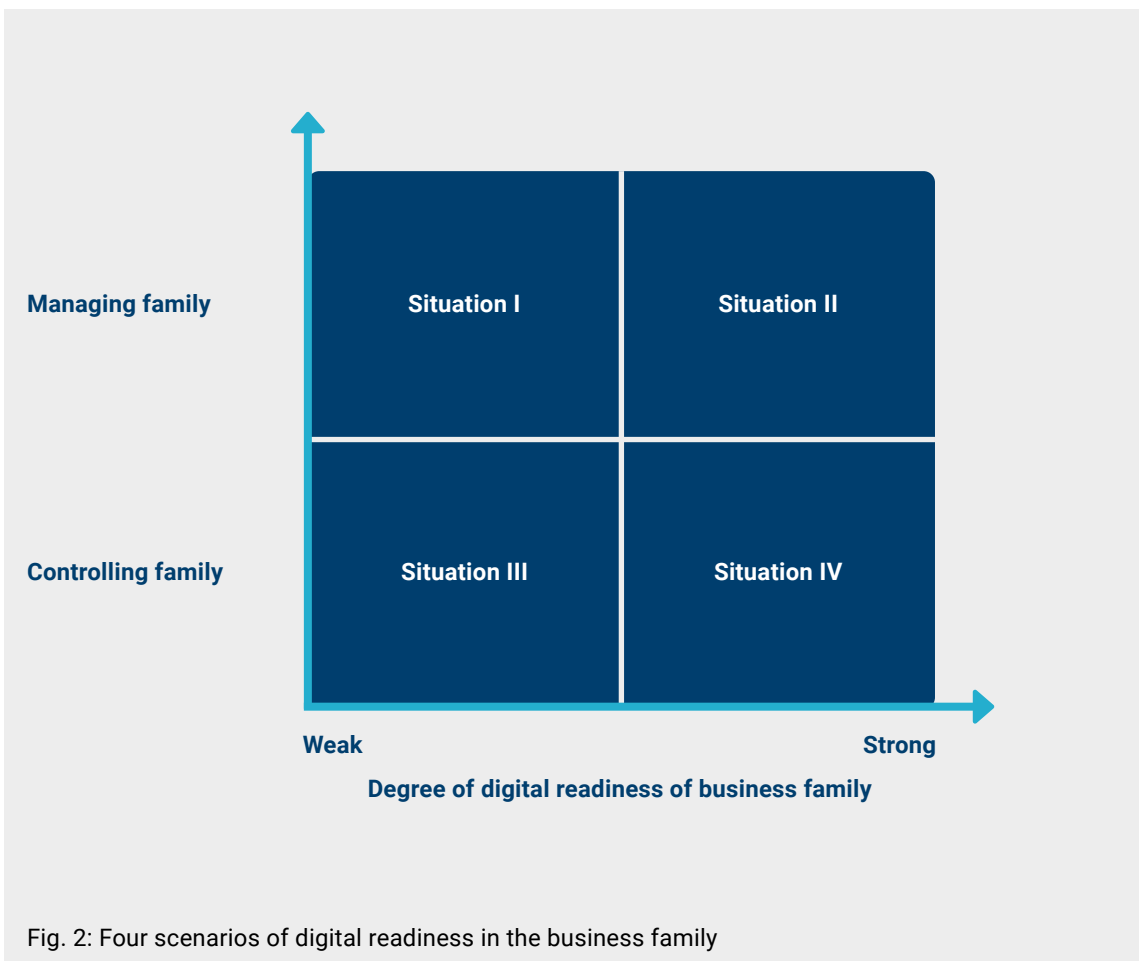 Managing family
Situation I
Situation II
Controlling family
Situation III
Situation IV
Weak
Strong
Degree of digital readiness of business family
Fig. 2: Four scenarios of digital readiness in the business family